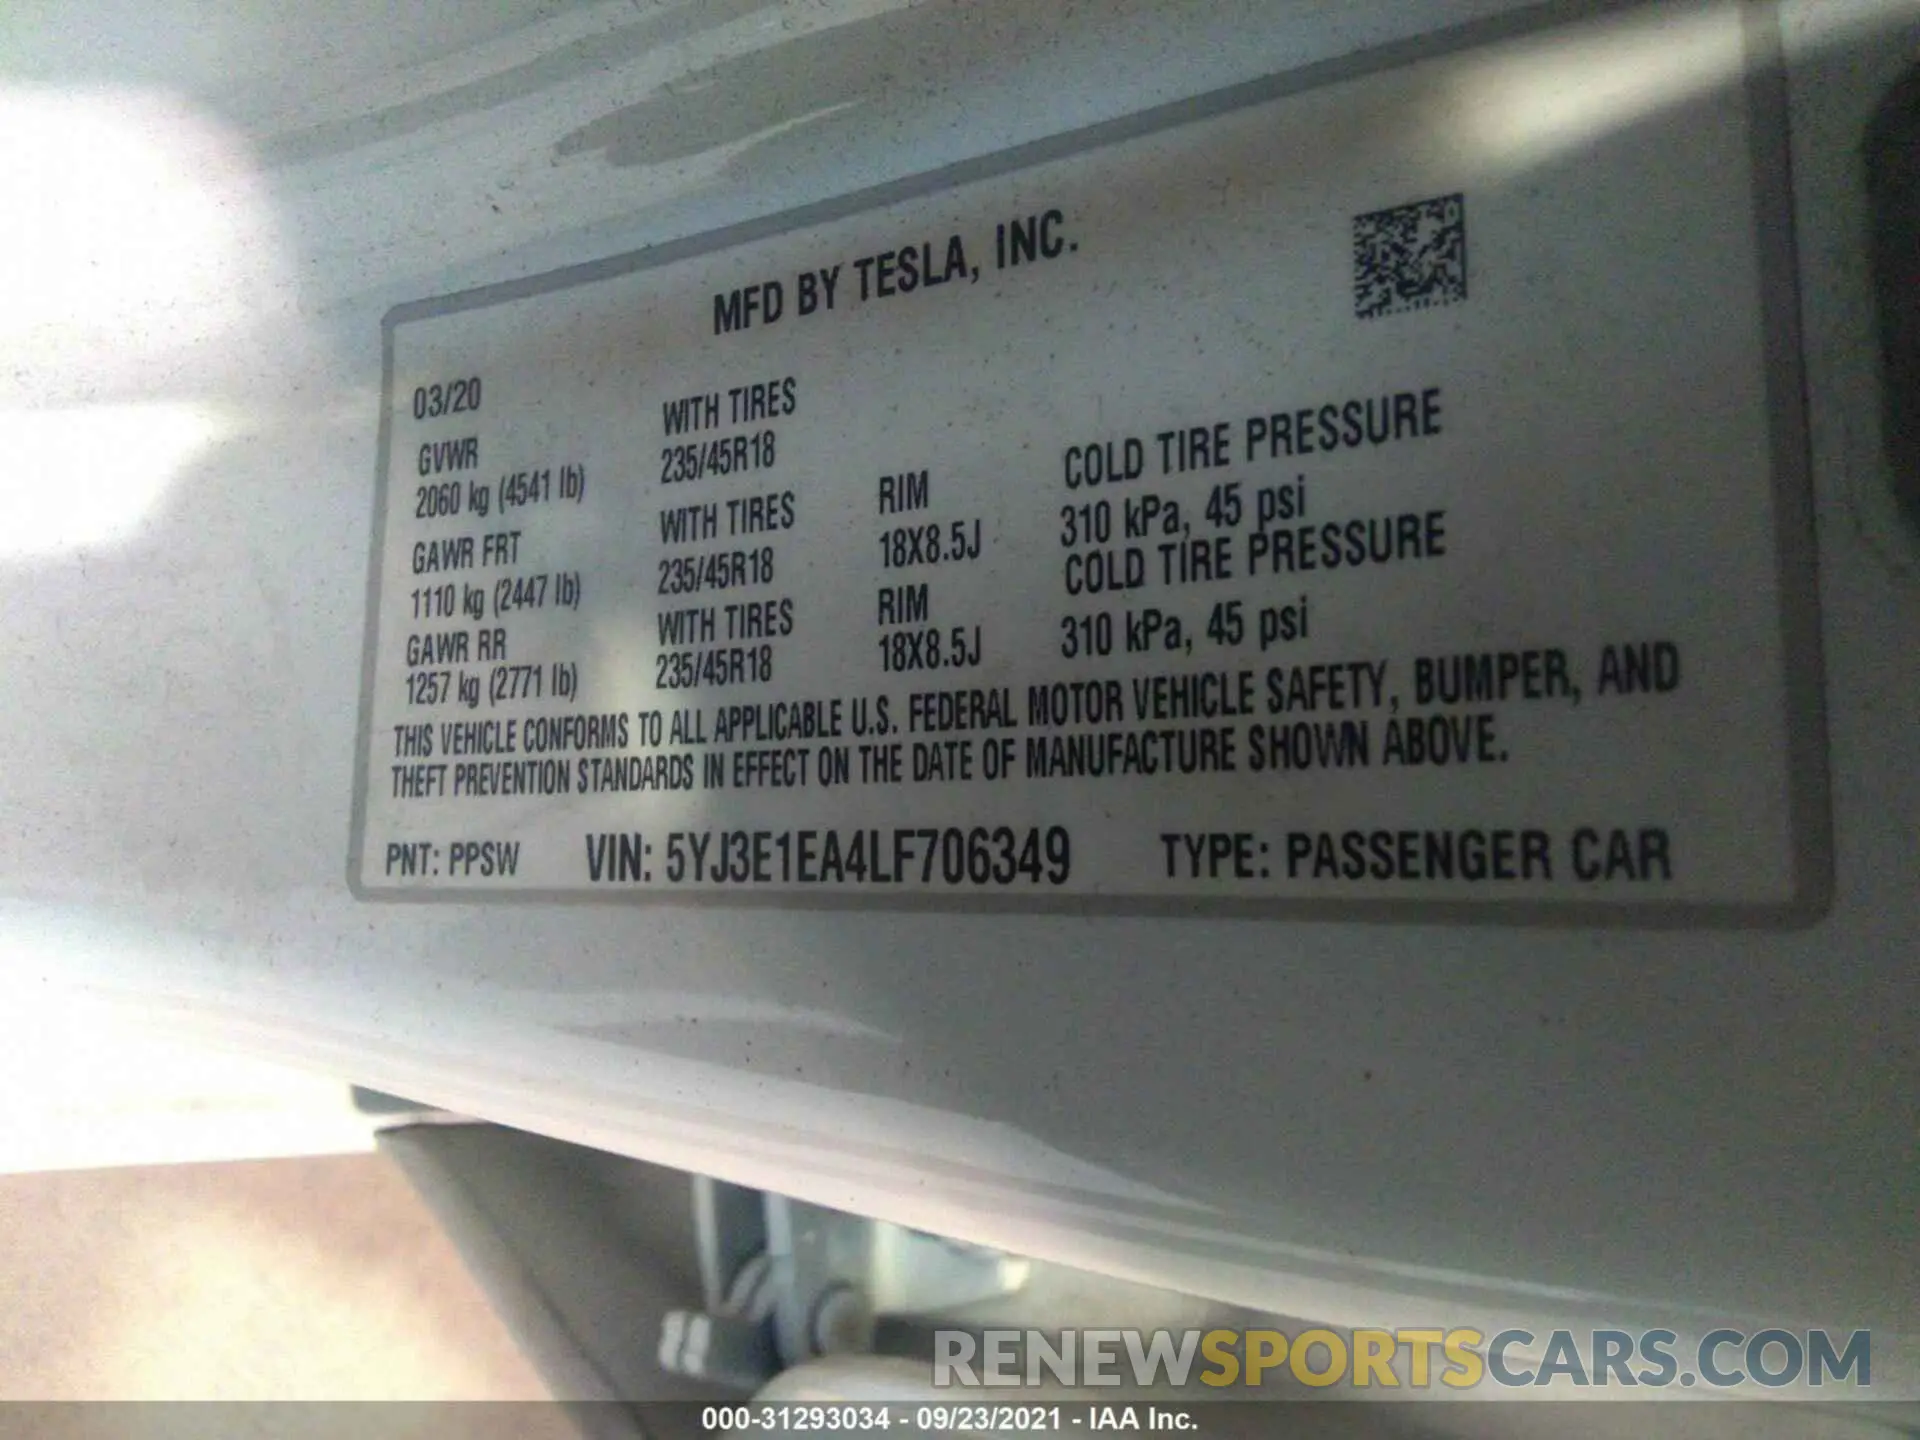 MFD BY TESLA, INC.
03/20
GVWR WITH TIRES
2060 kg (4541 lb) 235/45R18
GAWR FRT WITH TIRES RIM COLD TIRE PRESSURE
1110 kg (2447 lb) 235/45R18 18X8.5J 310 kPa, 45 psi
GAWR RR WITH TIRES RIM COLD TIRE PRESSURE
1257 kg (2771 lb) 235/45R18 18X8.5J 310 kPa, 45 psi
THIS VEHICLE CONFORMS TO ALL APPLICABLE U.S. FEDERAL MOTOR VEHICLE SAFETY, BUMPER, AND
THEFT PREVENTION STANDARDS IN EFFECT ON THE DATE OF MANUFACTURE SHOWN ABOVE.
PNT: PPSW VIN: 5YJ3E1EA4LF706349 TYPE: PASSENGER CAR
RENEWSPORTSCARS.COM
000-31293034 - 09/23/2021 - IAA Inc.